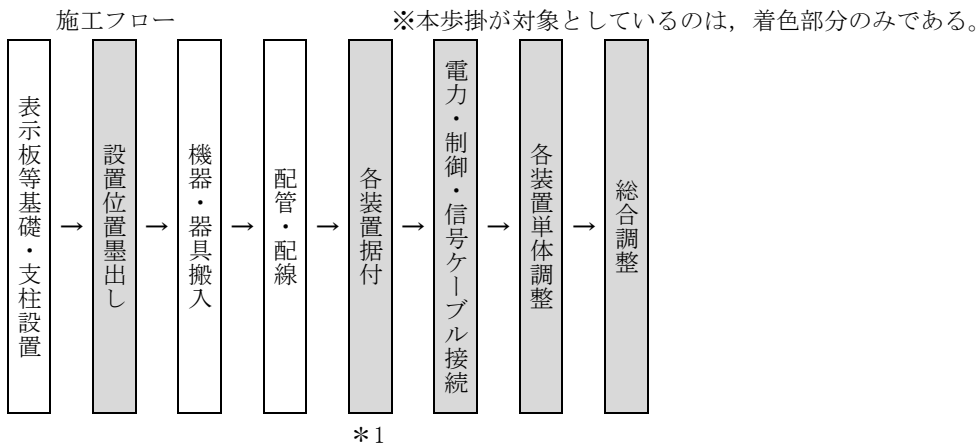 施工フロー
※本歩掛が対象としているのは，着色部分のみである。
表示板等基礎・支柱設置
→
設置位置墨出し
→
機器・器具搬入
→
配管・配線
→
各装置据付
→
電力・制御・信号ケーブル接続
→
各装置単体調整
→
総合調整
＊1